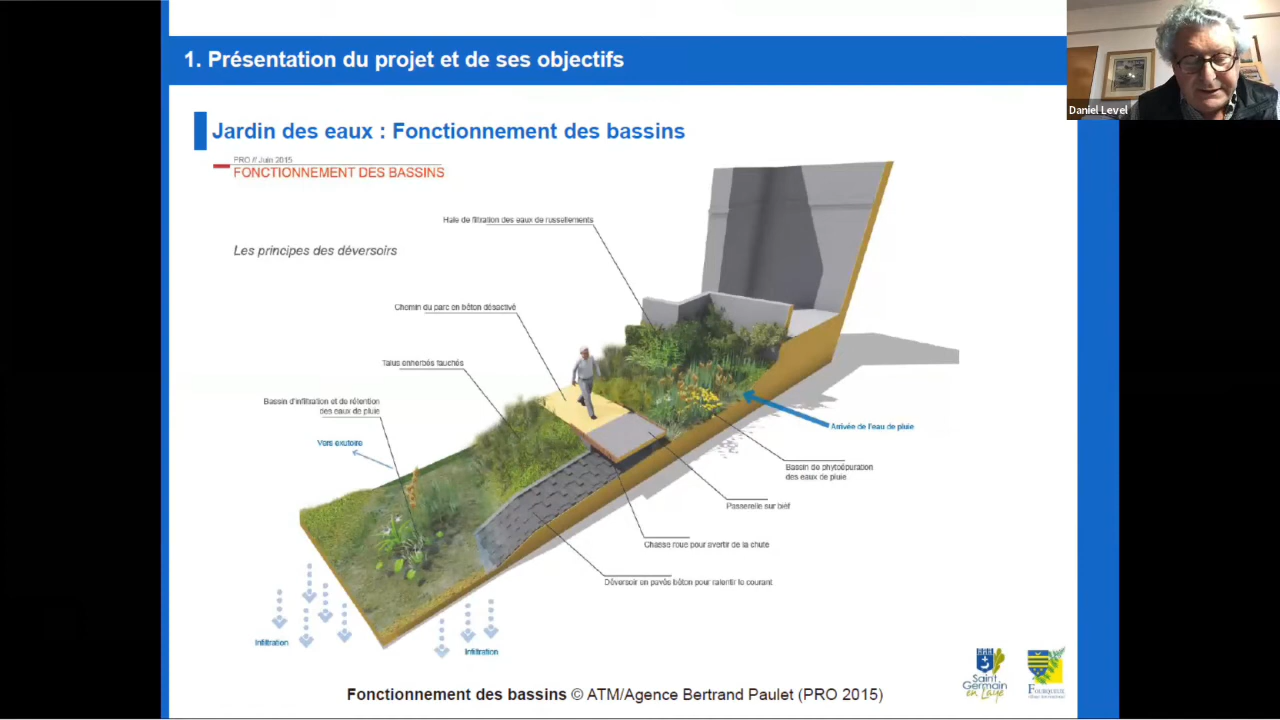 1. Présentation du projet et de ses objectifs
Daniel Level
Jardin des eaux : Fonctionnement des bassins
PRO // Juin 2015
FONCTIONNEMENT DES BASSINS
Haie de filtration des eaux de ruissellements
Les principes des déversoirs
Chemin du parc en béton désactivé
Talus enherbés fauchés
Bassin d'infiltration et de rétention
des eaux de pluie
Vers exutoire
Arrivée de l'eau de pluie
Bassin de phytoépuration
des eaux de pluie
Passerelle sur bief
Chasse roue pour avertir de la chute
Déversoir en pavés béton pour ralentir le courant
Infiltration
Infiltration
Saint
Germain
en Laye
FOURQUEUX
Fonctionnement des bassins © ATM/Agence Bertrand Paulet (PRO 2015)